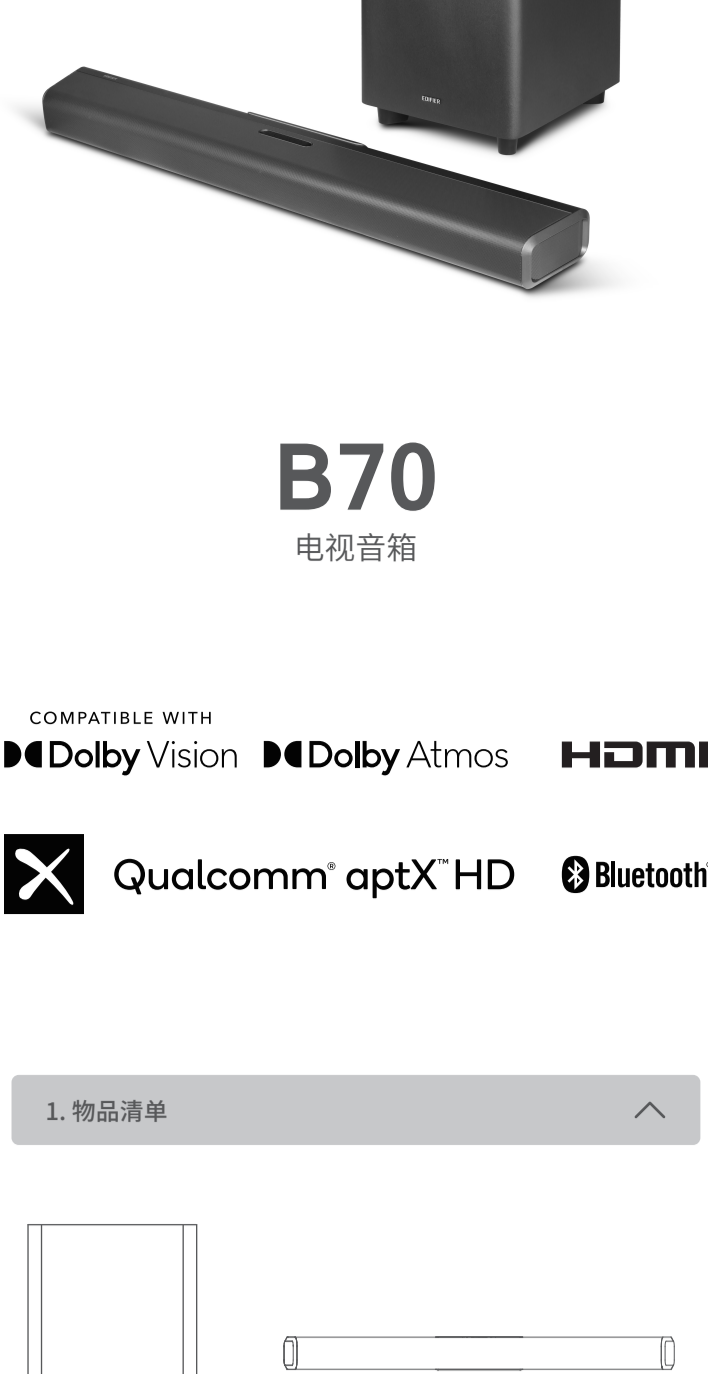 EDIFIER
B70
电视音箱
COMPATIBLE WITH
Dolby Vision Dolby Atmos HDMI
Qualcomm® aptX™ HD Bluetooth
1. 物品清单